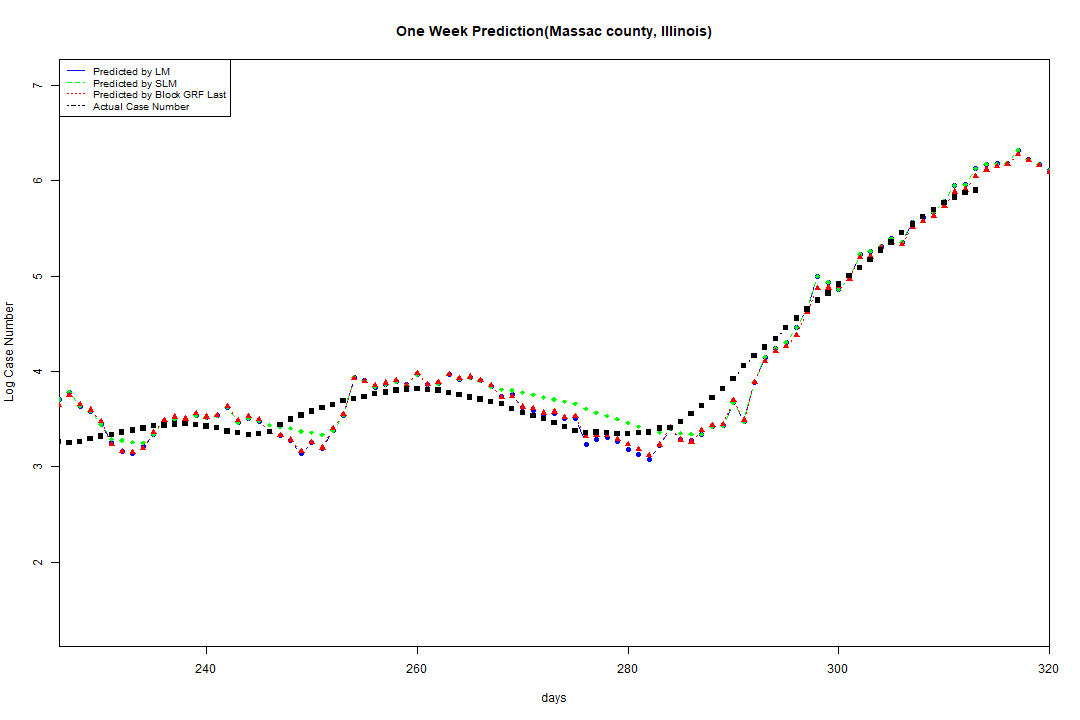 One Week Prediction(Massac county, Illinois)
Predicted by LM
Predicted by SLM
Predicted by Block GRF Last
Actual Case Number
7
6
5
4
3
2
Log Case Number
240 260 280 300 320
days